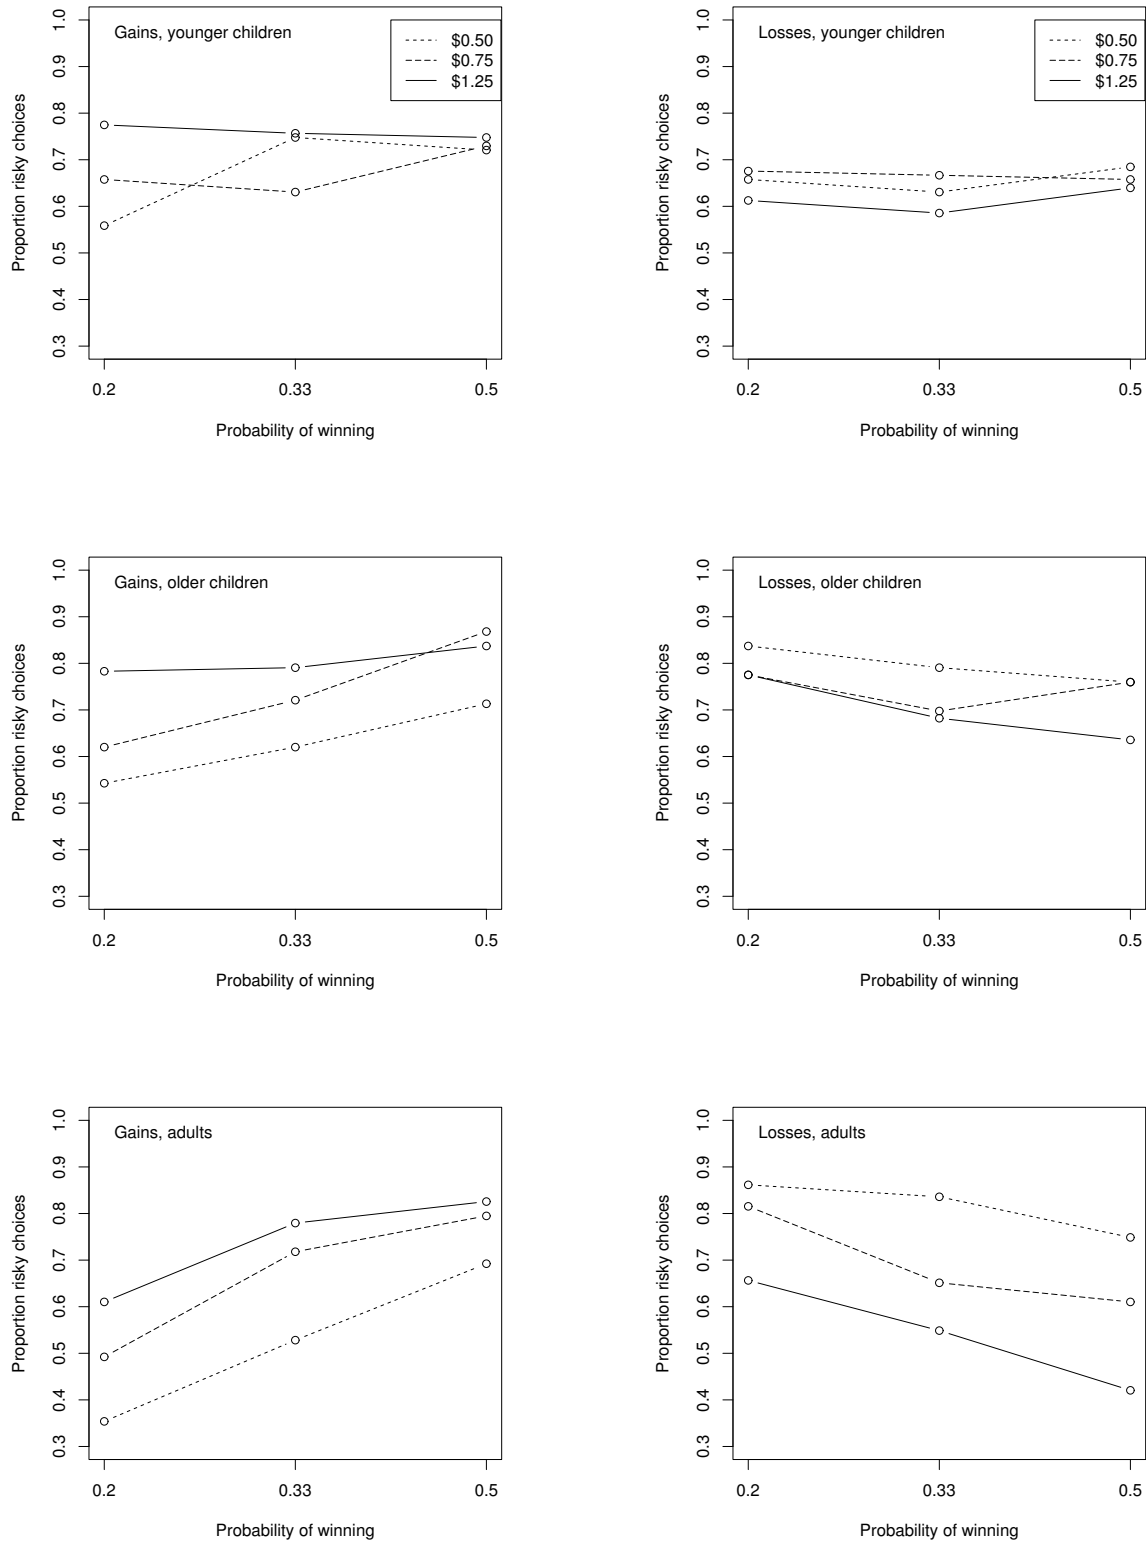 Gains, younger children
$0.50
$0.75
$1.25
Proportion risky choices
1.0
0.9
0.8
0.7
0.6
0.5
0.4
0.3
0.2 0.33 0.5
Probability of winning
Losses, younger children
$0.50
$0.75
$1.25
Proportion risky choices
1.0
0.9
0.8
0.7
0.6
0.5
0.4
0.3
0.2 0.33 0.5
Probability of winning
Gains, older children
Proportion risky choices
1.0
0.9
0.8
0.7
0.6
0.5
0.4
0.3
0.2 0.33 0.5
Probability of winning
Losses, older children
Proportion risky choices
1.0
0.9
0.8
0.7
0.6
0.5
0.4
0.3
0.2 0.33 0.5
Probability of winning
Gains, adults
Proportion risky choices
1.0
0.9
0.8
0.7
0.6
0.5
0.4
0.3
0.2 0.33 0.5
Probability of winning
Losses, adults
Proportion risky choices
1.0
0.9
0.8
0.7
0.6
0.5
0.4
0.3
0.2 0.33 0.5
Probability of winning